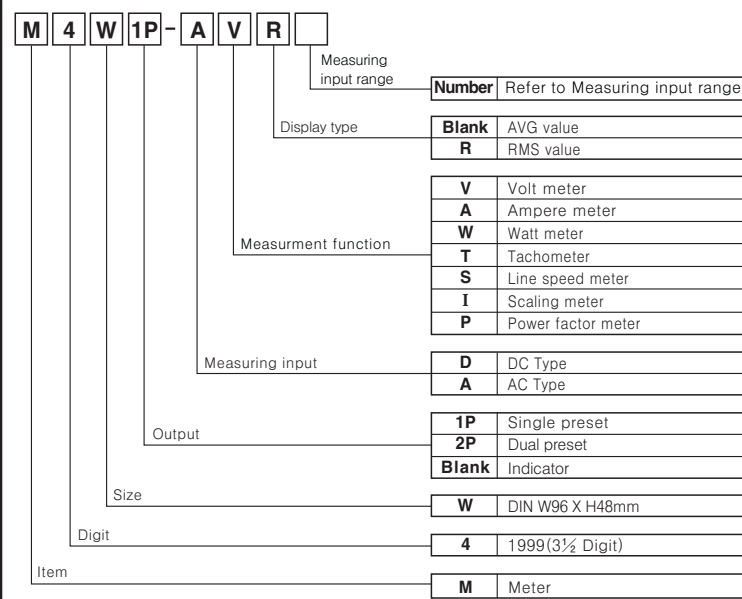 M 4 W 1P - A V R
Measuring
input range
Number Refer to Measuring input range
Display type
Blank AVG value
R RMS value
Measurment function
V Volt meter
A Ampere meter
W Watt meter
T Tachometer
S Line speed meter
I Scaling meter
P Power factor meter
Measuring input
D DC Type
A AC Type
Output
1P Single preset
2P Dual preset
Blank Indicator
Size
W DIN W96 X H48mm
Digit
4 1999(3½ Digit)
Item
M Meter